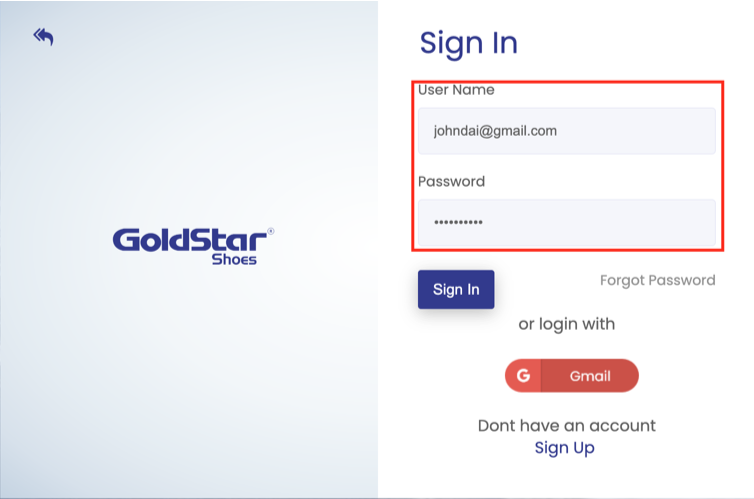 Sign In
User Name
johndai@gmail.com
Password
••••••••••
GoldStar®
Shoes
Sign In
Forgot Password
or login with
G Gmail
Dont have an account
Sign Up